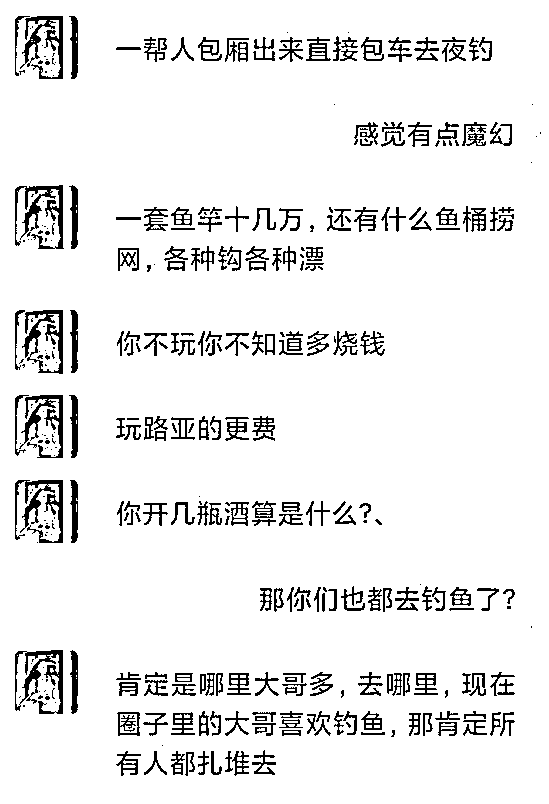 一帮人包厢出来直接包车去夜钓
感觉有点魔幻
一套鱼竿十几万，还有什么鱼桶捞
网，各种钩各种漂
你不玩你不知道多烧钱
玩路亚的更费
你开几瓶酒算是什么?、
那你们也都去钓鱼了?
肯定是哪里大哥多，去哪里，现在
圈子里的大哥喜欢钓鱼，那肯定所
有人都扎堆去